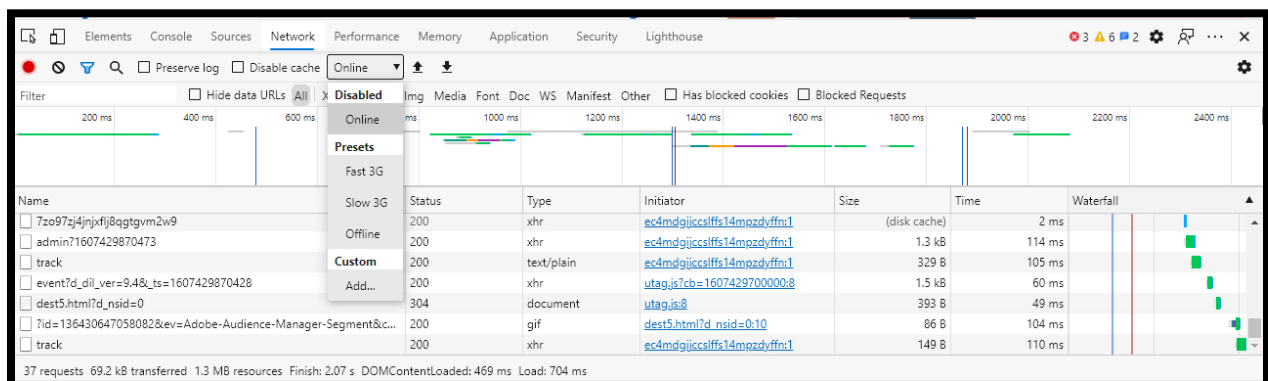 Elements Console Sources Network Performance Memory Application Security Lighthouse 3 6 2
Preserve log Disable cache Online
Filter Hide data URLs All X Img Media Font Doc WS Manifest Other Has blocked cookies Blocked Requests
Disabled
Online
Presets
Fast 3G
Slow 3G
Offline
Custom
Add...
200 ms 400 ms 600 ms ms 1000 ms 1200 ms 1400 ms 1600 ms 1800 ms 2000 ms 2200 ms 2400 ms
Name Status Type Initiator Size Time Waterfall
7zo97zj4jnjxflj8qgtgvm2w9 200 xhr ec4mdgijccslffs14mpzdyffn:1 (disk cache) 2 ms
admin?1607429870473 200 xhr ec4mdgijccslffs14mpzdyffn:1 1.3 kB 114 ms
track 200 text/plain ec4mdgijccslffs14mpzdyffn:1 329 B 105 ms
event?d_dil_ver=9.4&_ts=1607429870428 200 xhr utag.js?cb=1607429700000:8 1.5 kB 60 ms
dest5.html?d_nsid=0 304 document utag.js:8 393 B 49 ms
?id=136430647058082&ev=Adobe-Audience-Manager-Segment&c... 200 gif dest5.html?d_nsid=0:10 86 B 104 ms
track 200 xhr ec4mdgijccslffs14mpzdyffn:1 149 B 110 ms
37 requests 69.2 kB transferred 1.3 MB resources Finish: 2.07 s DOMContentLoaded: 469 ms Load: 704 ms